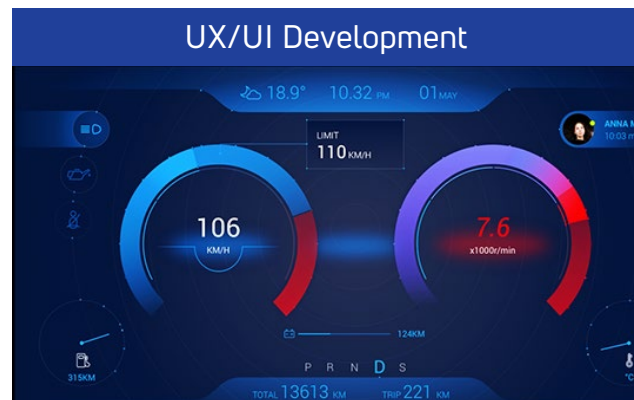 UX/UI Development
18.9° 10.32 PM 01 MAY
LIMIT
110 KM/H
ANNA M
10:03 m
106
KM/H
7.6
x1000r/min
124KM
P R N D S
315KM
°C
TOTAL 13613 KM TRIP 221 KM